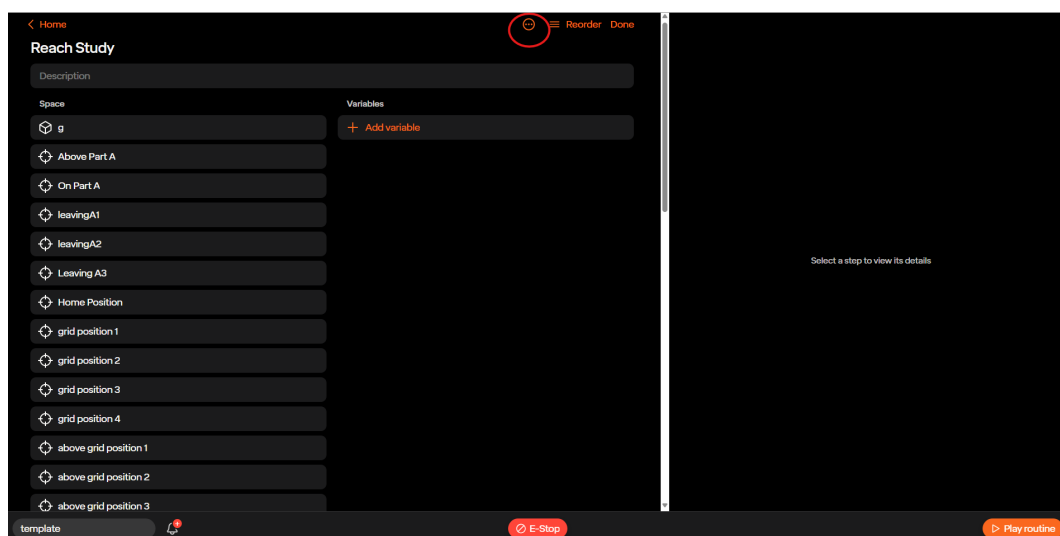 Home
Reorder Done
Reach Study
Description
Space
Variables
g
Add variable
Above Part A
On Part A
leavingA1
leavingA2
Leaving A3
Home Position
grid position 1
grid position 2
grid position 3
grid position 4
above grid position 1
above grid position 2
above grid position 3
Select a step to view its details
template
E-Stop
Play routine